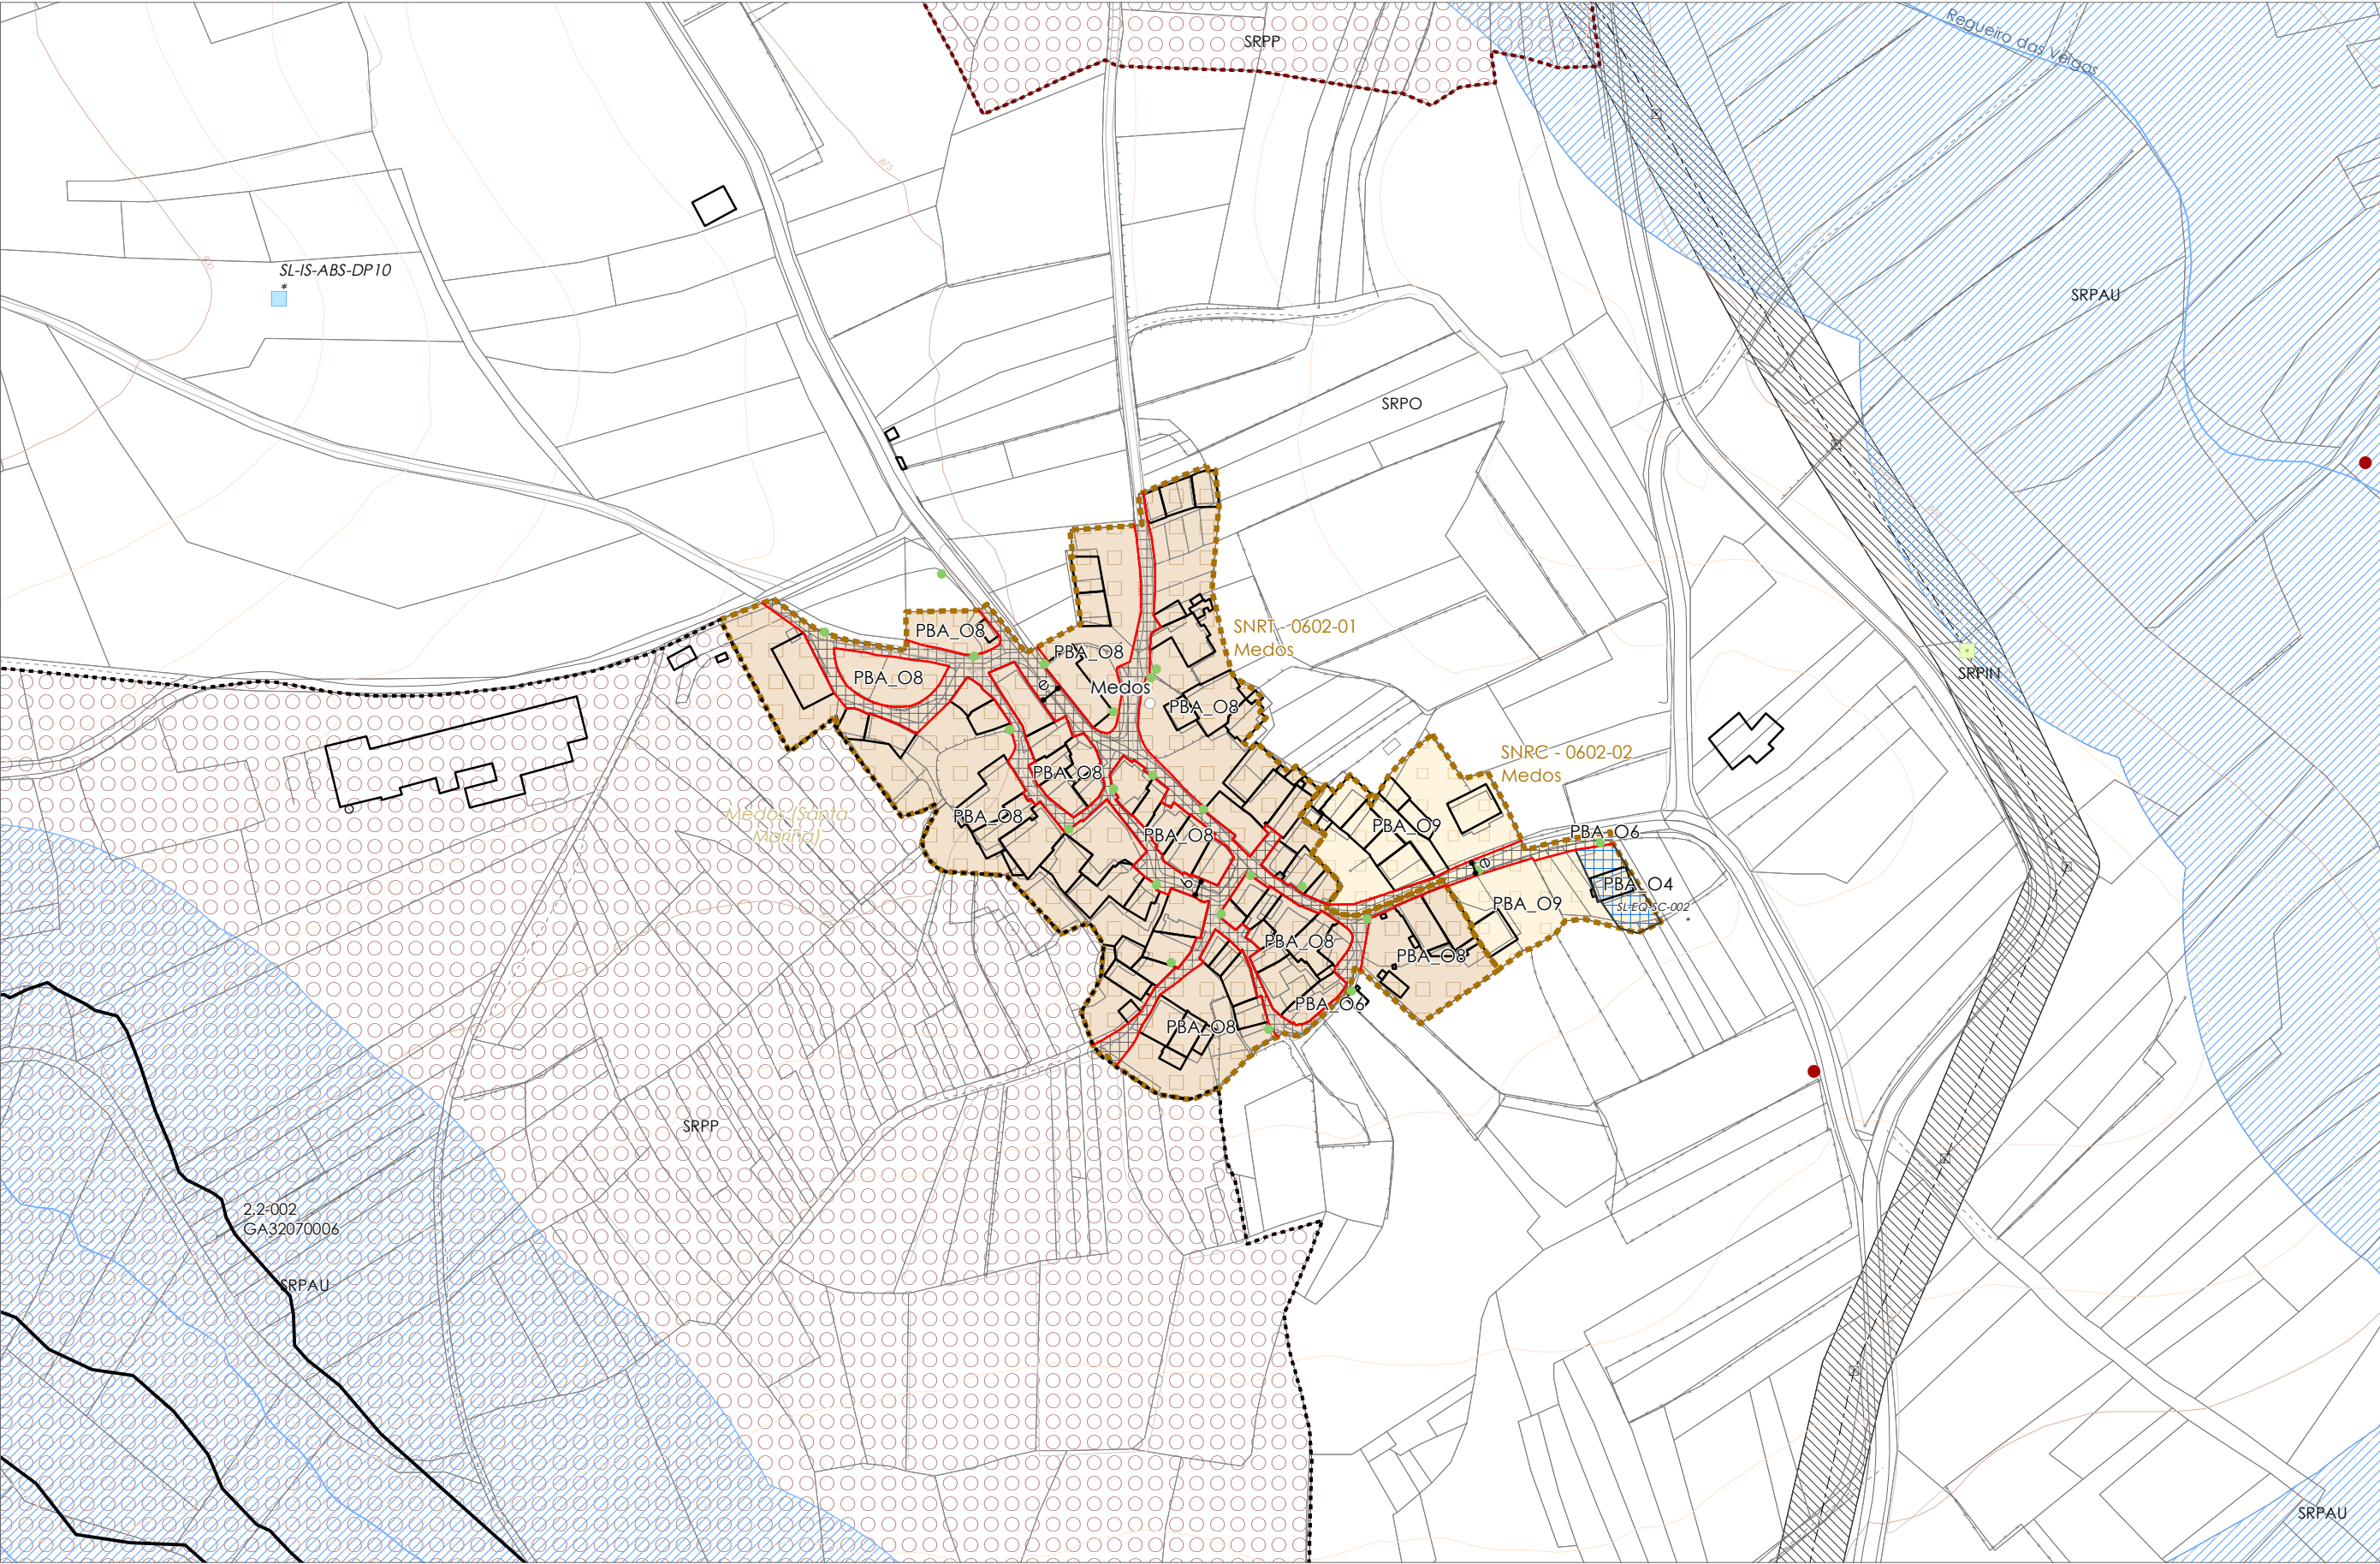 Regueiro das Veigas
SRPP
875
900
SL-IS-ABS-DP10
*
SRPAU
SRPO
SNRT - 0602-01
Medos
PBA_O8
PBA_O8
PBA_O8
Medos
PBA_O8
e
SRPIN
SNRC - 0602-02
Medos
PBA_O8
PBA_O8
Medos (Santa
Mariña)
PBA_O8
PBA_O9
PBA_O6
e
PBA_O4
SL-EQ-SC-002
*
PBA_O9
PBA_O8
PBA_O8
PBA_O6
PBA_O8
SRPP
2.2-002
GA32070006
SRPAU
SRPAU